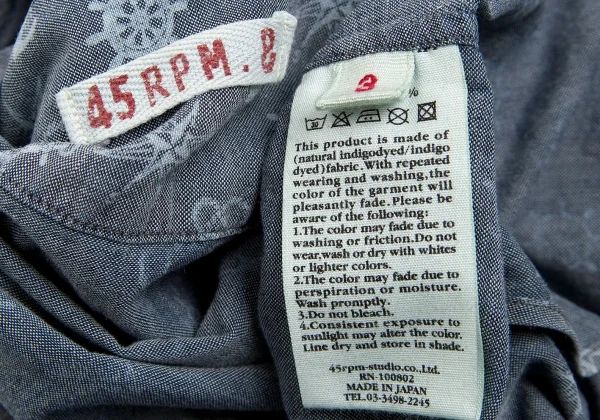 45RPM.8
3
%
30
This product is made of
(natural indigodyed/indigo
dyed)fabric.With repeated
wearing and washing,the
color of the garment will
pleasantly fade.Please be
aware of the following:
1.The color may fade due to
washing or friction.Do not
wear,wash or dry with whites
or lighter colors.
2.The color may fade due to
perspiration or moisture.
Wash promptly.
3.Do not bleach.
4.Consistent exposure to
sunlight may alter the color.
Line dry and store in shade.
45rpm-studio.co.,Ltd.
RN-100802
MADE IN JAPAN
TEL.03-3498-2245